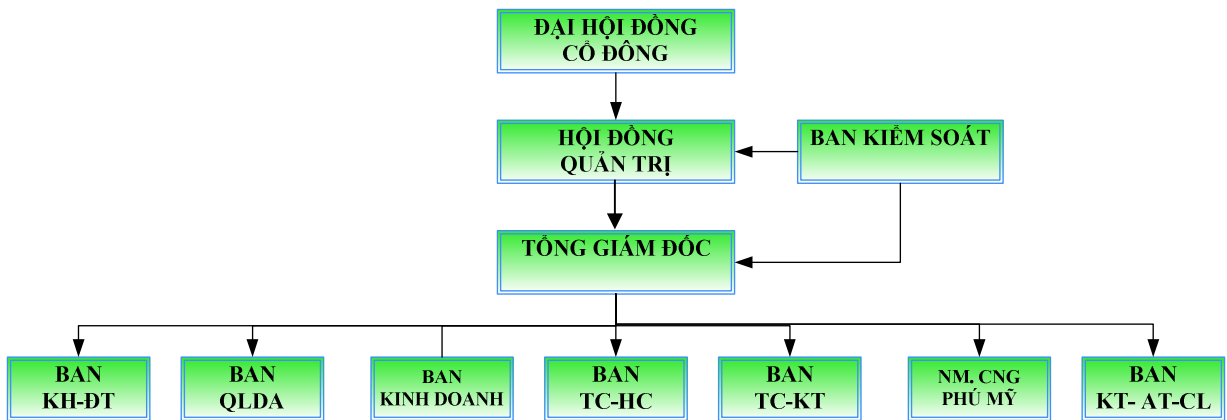 ĐẠI HỘI ĐỒNG
CỔ ĐÔNG
HỘI ĐỒNG
QUẢN TRỊ
BAN KIỂM SOÁT
TỔNG GIÁM ĐỐC
BAN
KH-ĐT
BAN
QLDA
BAN
KINH DOANH
BAN
TC-HC
BAN
TC-KT
NM. CNG
PHÚ MỸ
BAN
KT- AT-CL